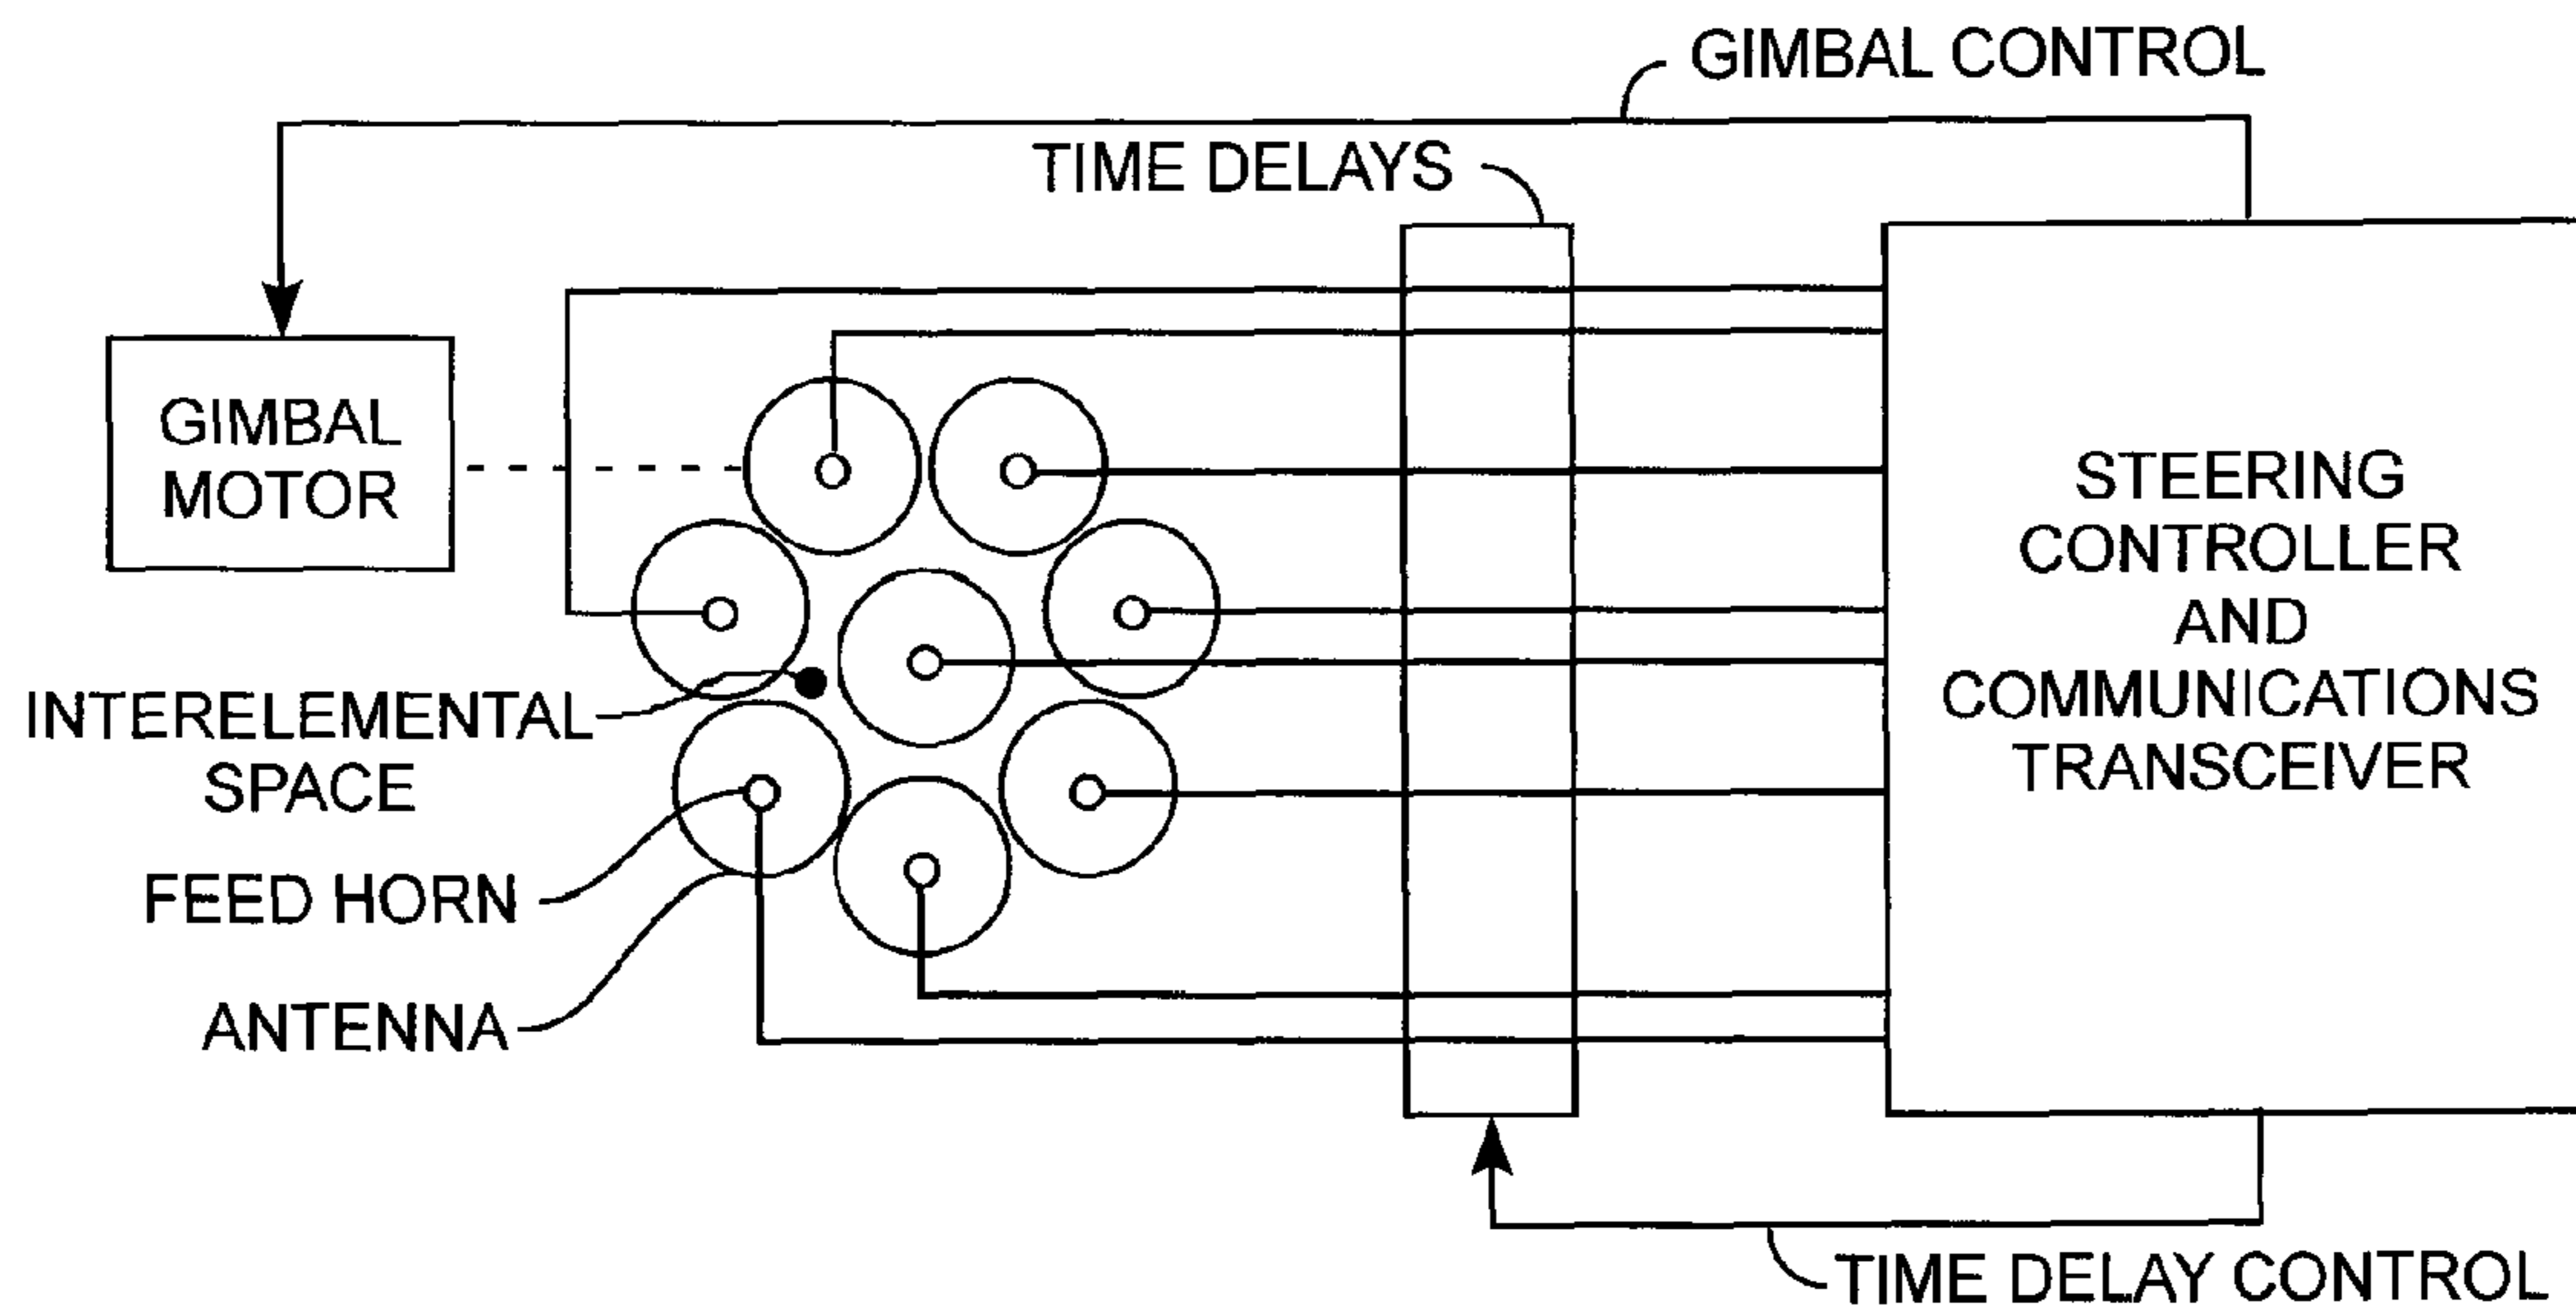 GIMBAL CONTROL
TIME DELAYS
GIMBAL
MOTOR
STEERING
CONTROLLER
AND
COMMUNICATIONS
TRANSCEIVER
INTERELEMENTAL
SPACE
FEED HORN
ANTENNA
TIME DELAY CONTROL